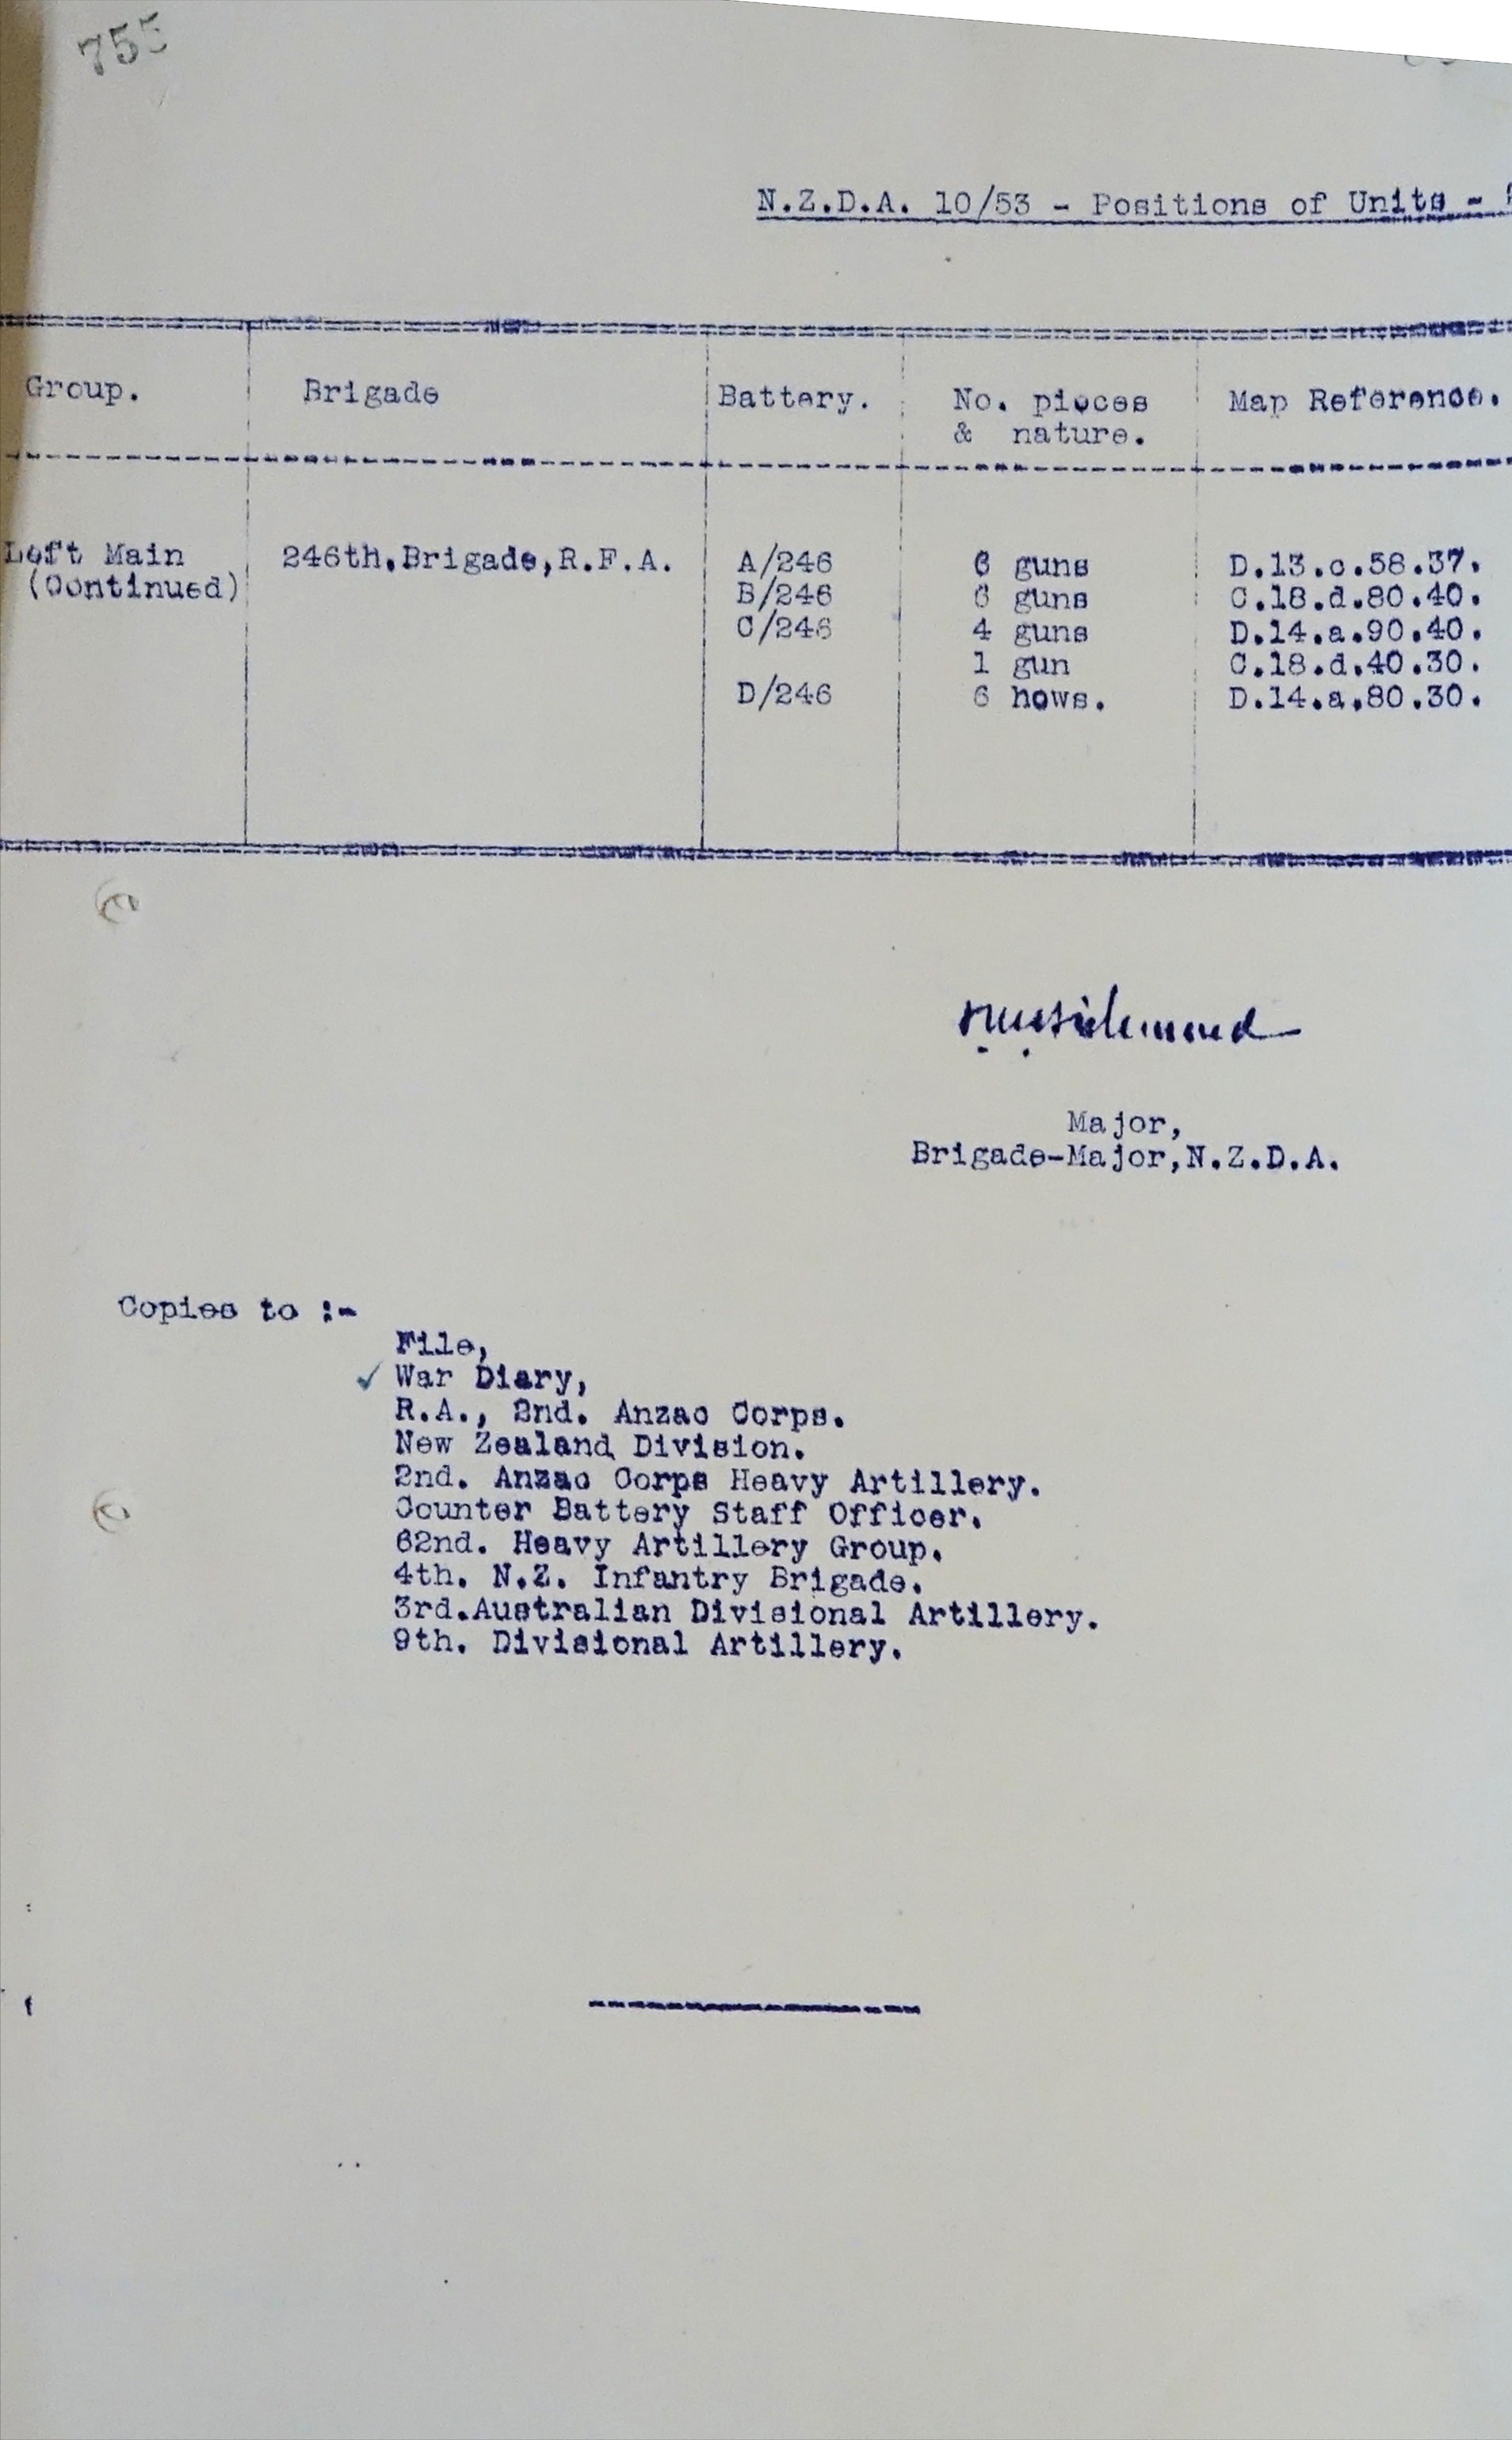 755
N.Z.D.A. 10/53 - Positions of Units -
Group. Brigade Battery. No. pieces Map Reference.
& nature.
Left Main 246th.Brigade,R.F.A. A/246 6 guns D.13.c.58.37.
(Continued) B/246 6 guns C.18.d.80.40.
C/246 4 guns D.14.a.90.40.
1 gun C.18.d.40.30.
D/246 6 hows. D.14.a.80.30.
Major,
Brigade-Major,N.Z.D.A.
Copies to :-
File,
✓ War Diary,
R.A., 2nd. Anzac Corps.
New Zealand Division.
2nd. Anzac Corps Heavy Artillery.
Counter Battery Staff Officer.
62nd. Heavy Artillery Group.
4th. N.Z. Infantry Brigade.
3rd.Australian Divisional Artillery.
9th. Divisional Artillery.